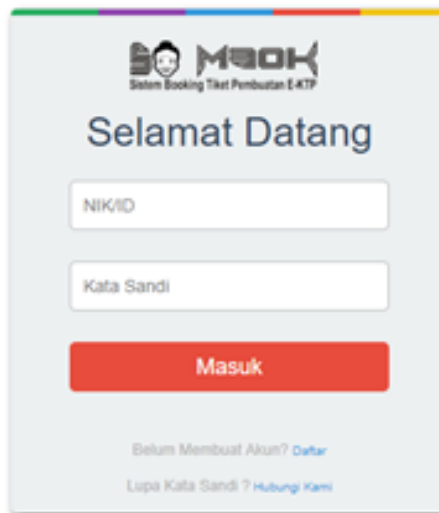 Maok
Sistem Booking Tiket Pembuatan E-KTP
Selamat Datang
NIK/ID
Kata Sandi
Masuk
Belum Membuat Akun? Daftar
Lupa Kata Sandi ? Hubungi Kami